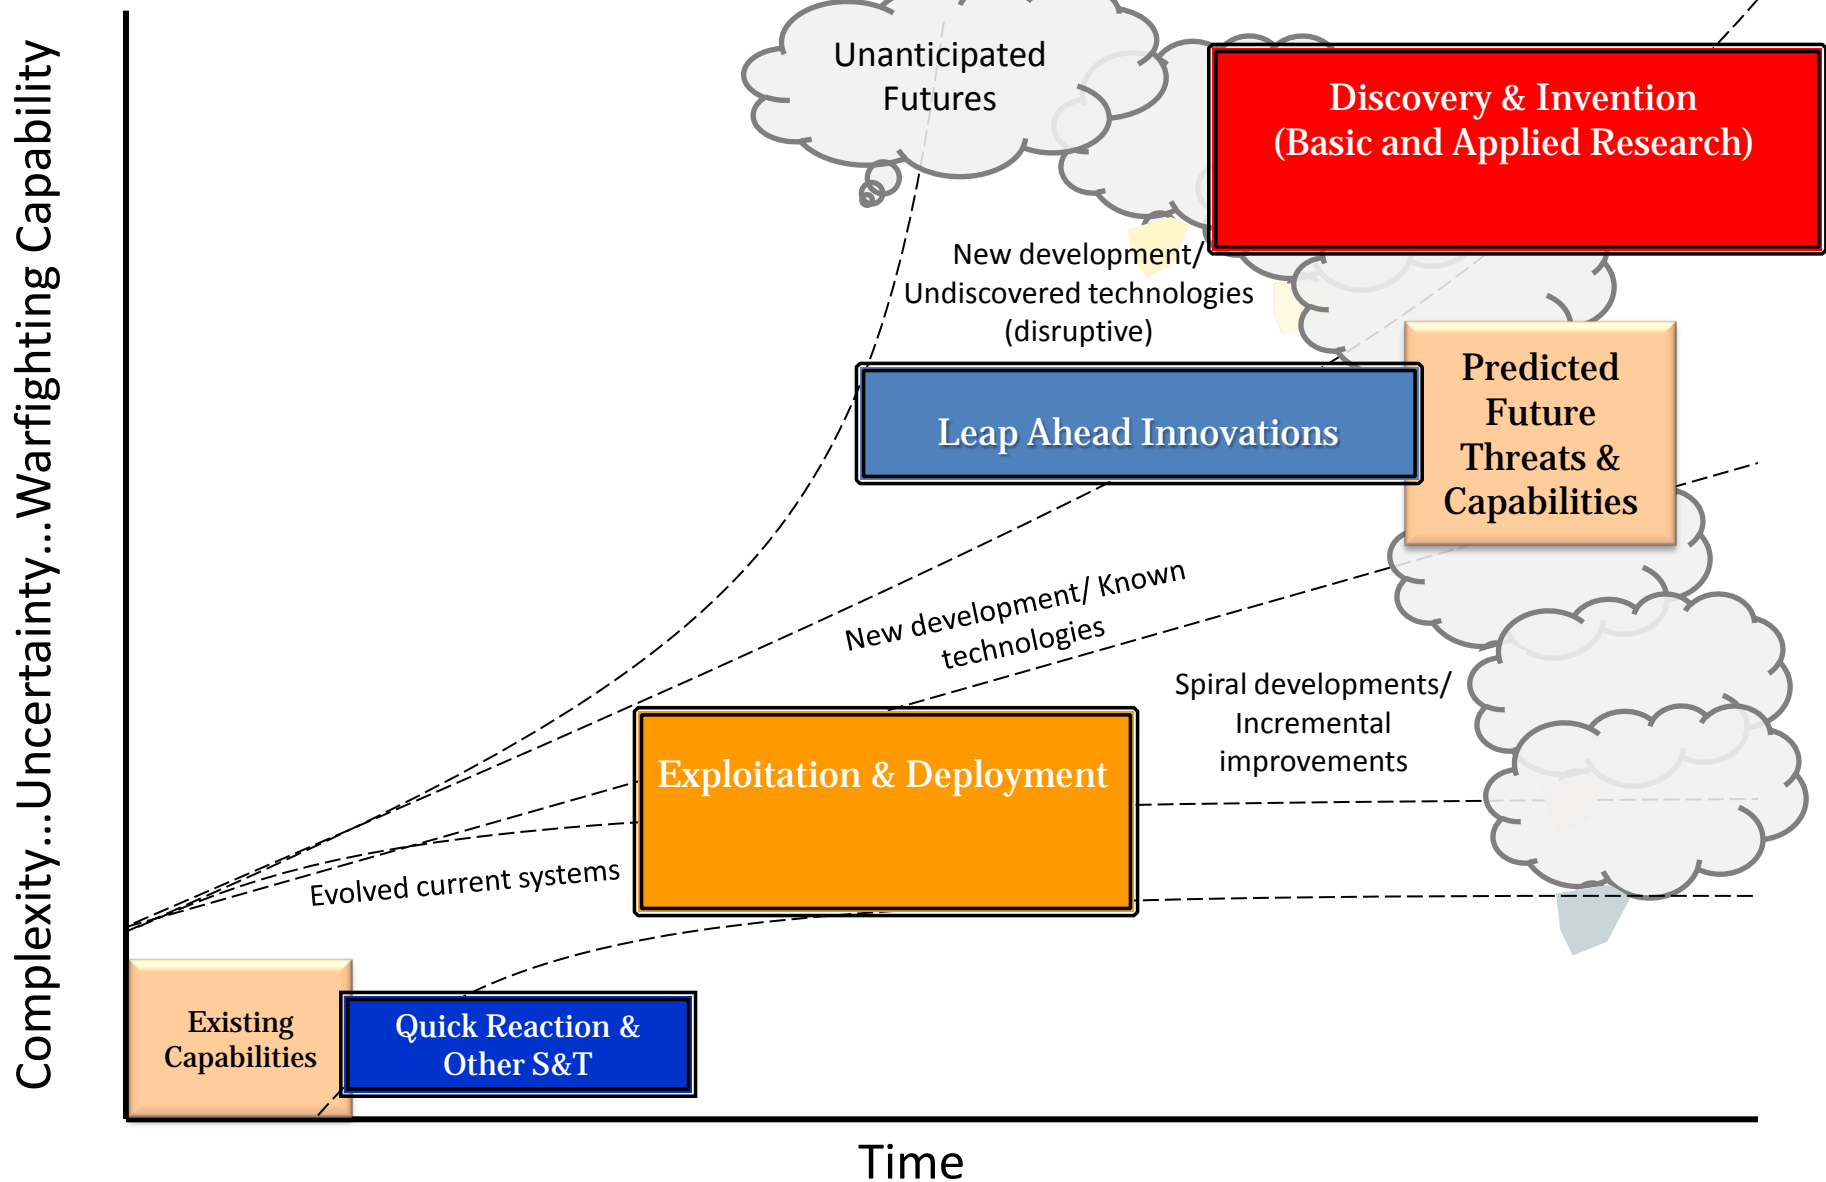 Complexity...Uncertainty...Warfighting Capability
Unanticipated
Futures
Discovery & Invention
(Basic and Applied Research)
New development/
Undiscovered technologies
(disruptive)
Predicted
Future
Threats &
Capabilities
Leap Ahead Innovations
New development/ Known
technologies
Spiral developments/
Incremental
improvements
Exploitation & Deployment
Evolved current systems
Existing
Capabilities
Quick Reaction &
Other S&T
Time